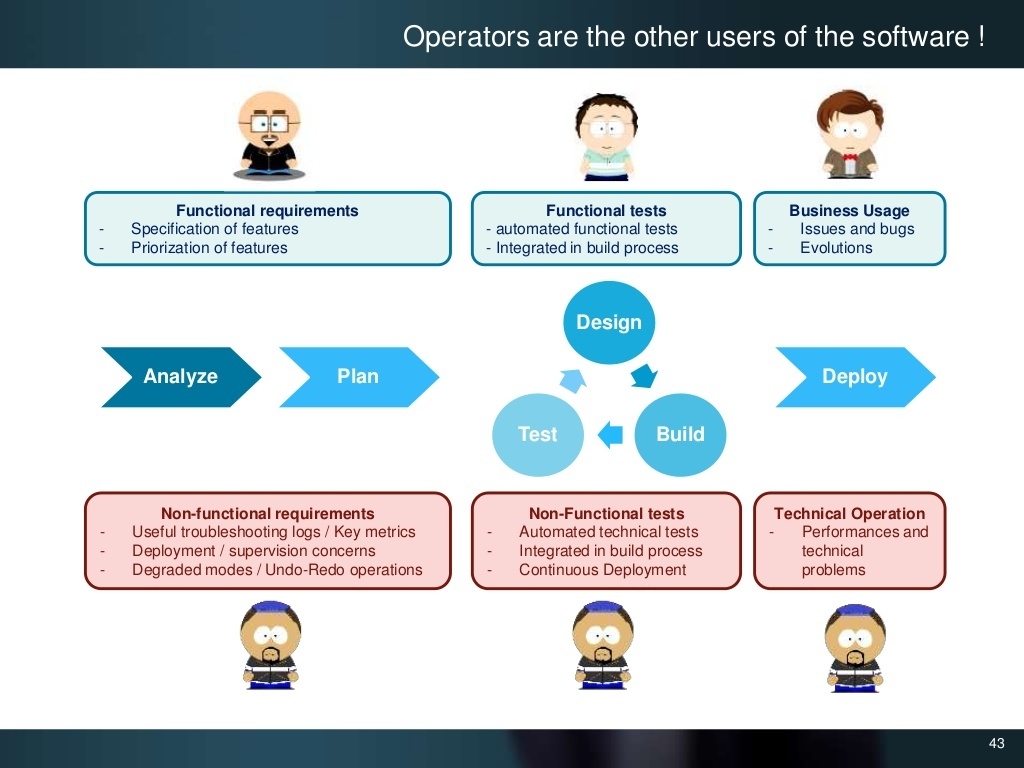 Operators are the other users of the software !
Functional requirements
- Specification of features
- Priorization of features
Functional tests
- automated functional tests
- Integrated in build process
Business Usage
- Issues and bugs
- Evolutions
Analyze
Plan
Design
Test
Build
Deploy
Non-functional requirements
- Useful troubleshooting logs / Key metrics
- Deployment / supervision concerns
- Degraded modes / Undo-Redo operations
Non-Functional tests
- Automated technical tests
- Integrated in build process
- Continuous Deployment
Technical Operation
- Performances and
technical
problems
43